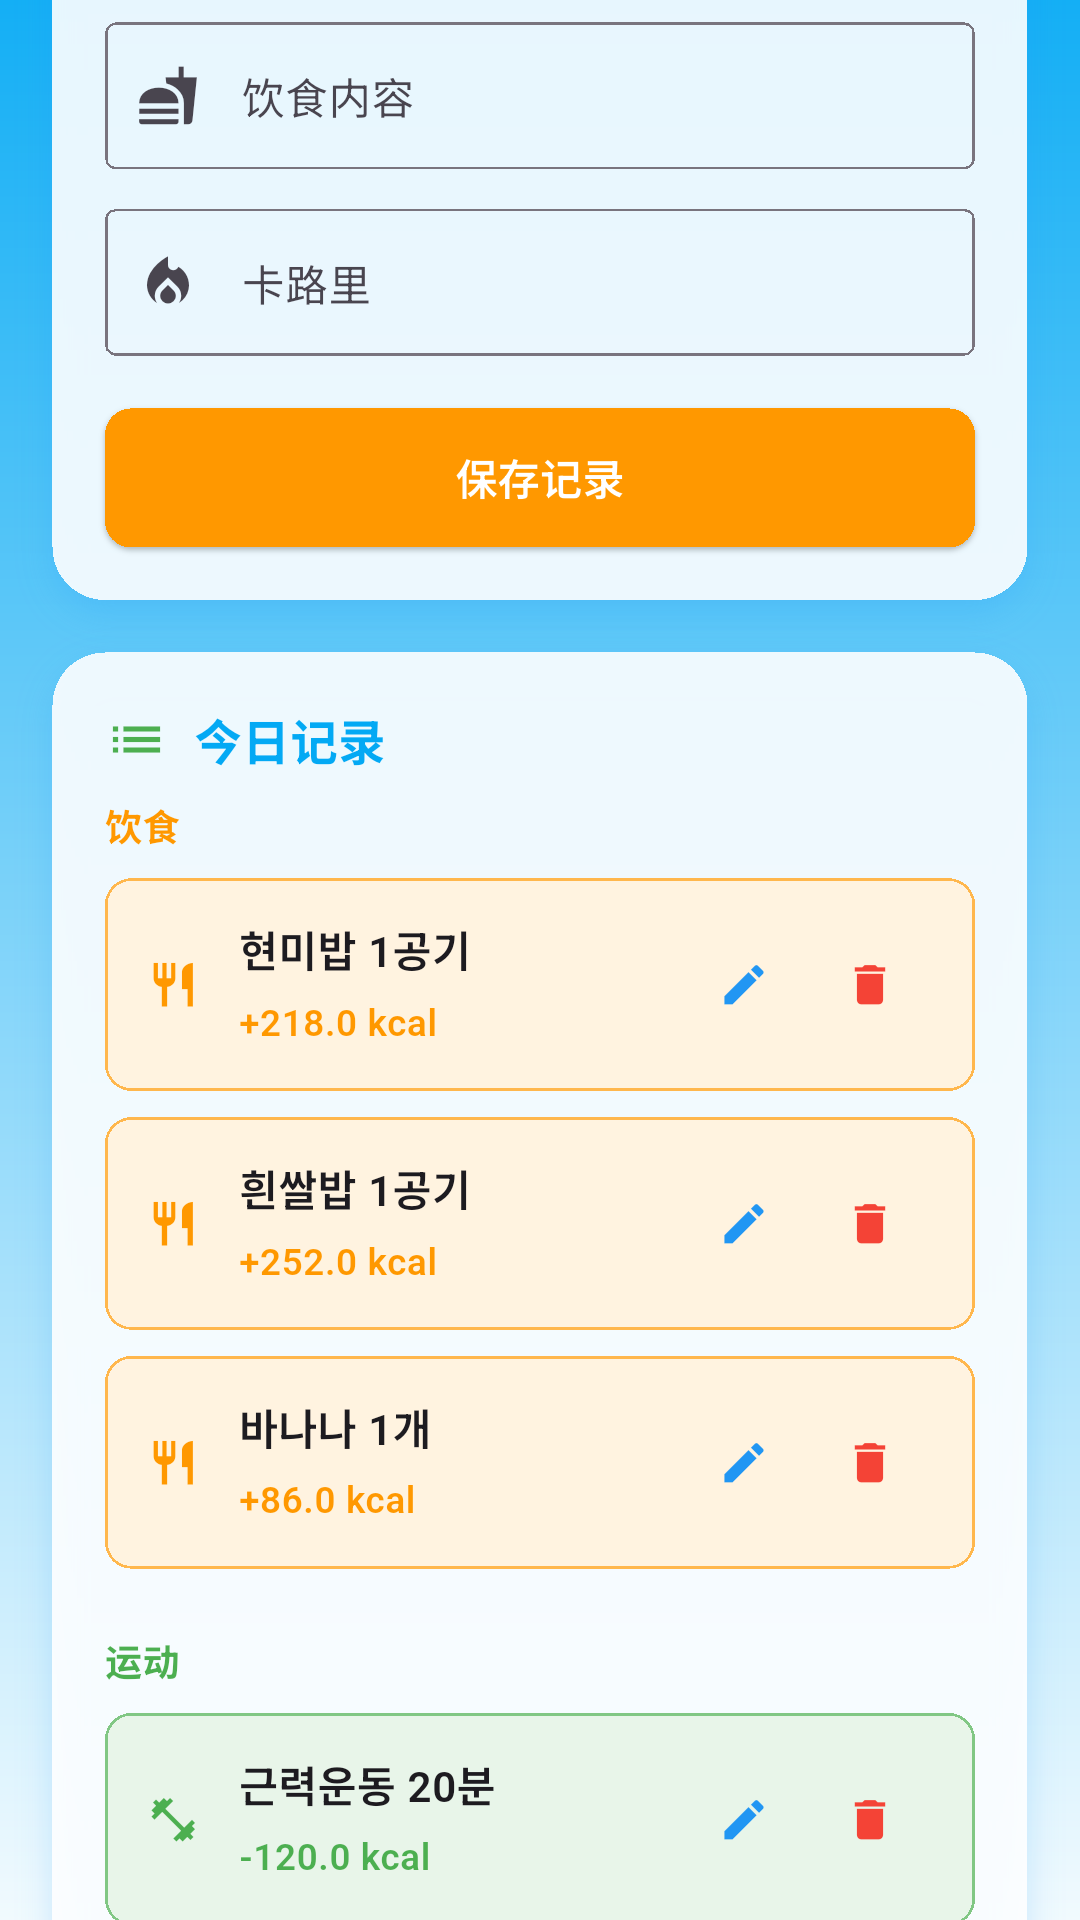 饮食内容
卡路里
保存记录
今日记录
饮食
현미밥 1공기
+218.0 kcal
흰쌀밥 1공기
+252.0 kcal
바나나 1개
+86.0 kcal
运动
근력운동 20분
-120.0 kcal